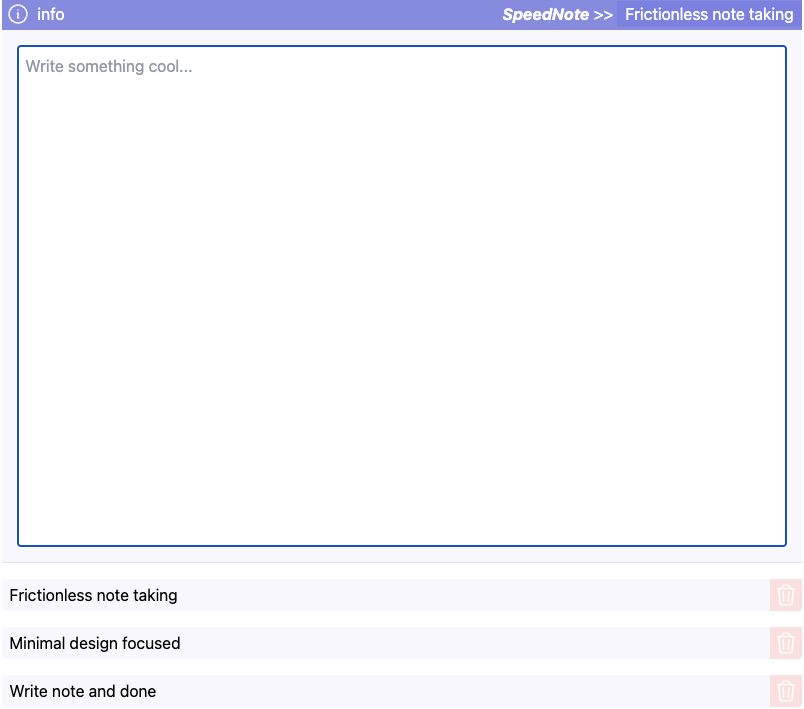 info
SpeedNote >> Frictionless note taking
Write something cool...
Frictionless note taking
Minimal design focused
Write note and done